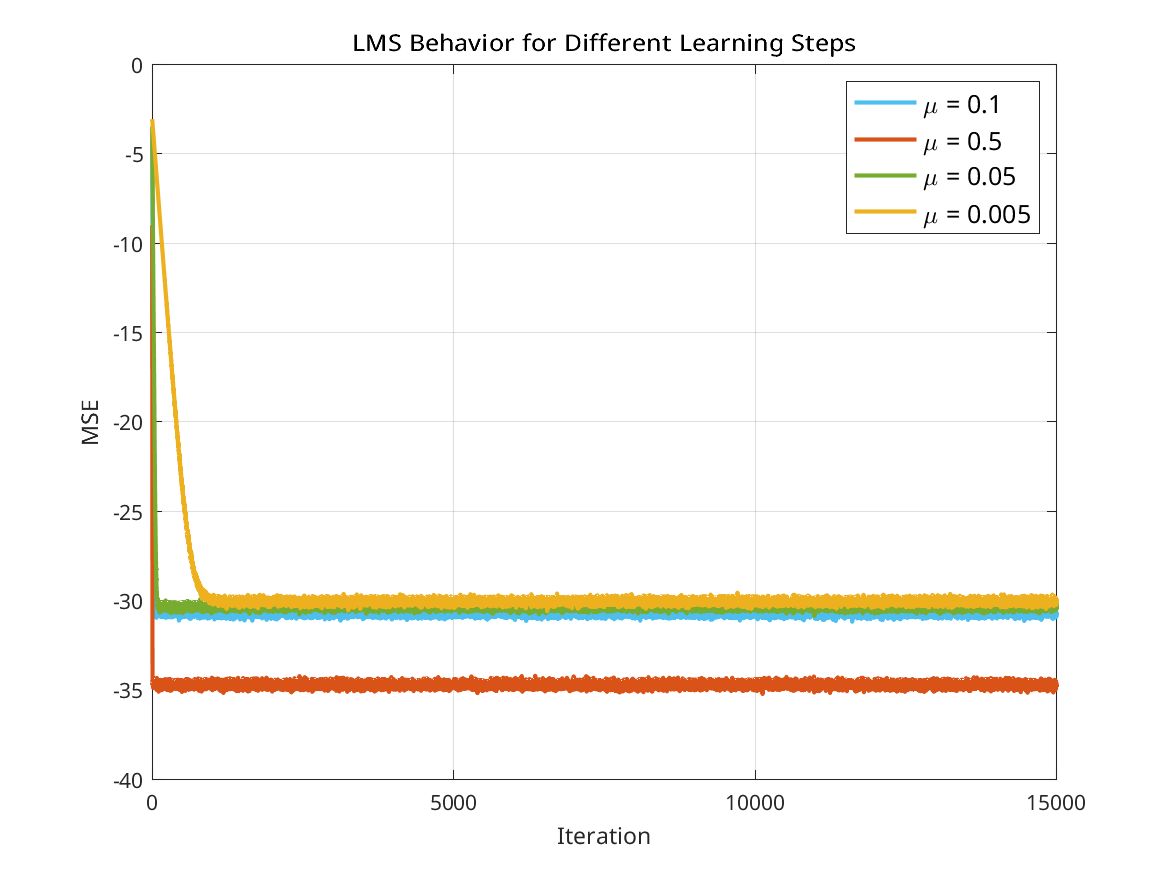 LMS Behavior for Different Learning Steps
0
-5
-10
-15
-20
-25
-30
-35
-40
MSE
μ = 0.1
μ = 0.5
μ = 0.05
μ = 0.005
0
5000
10000
15000
Iteration